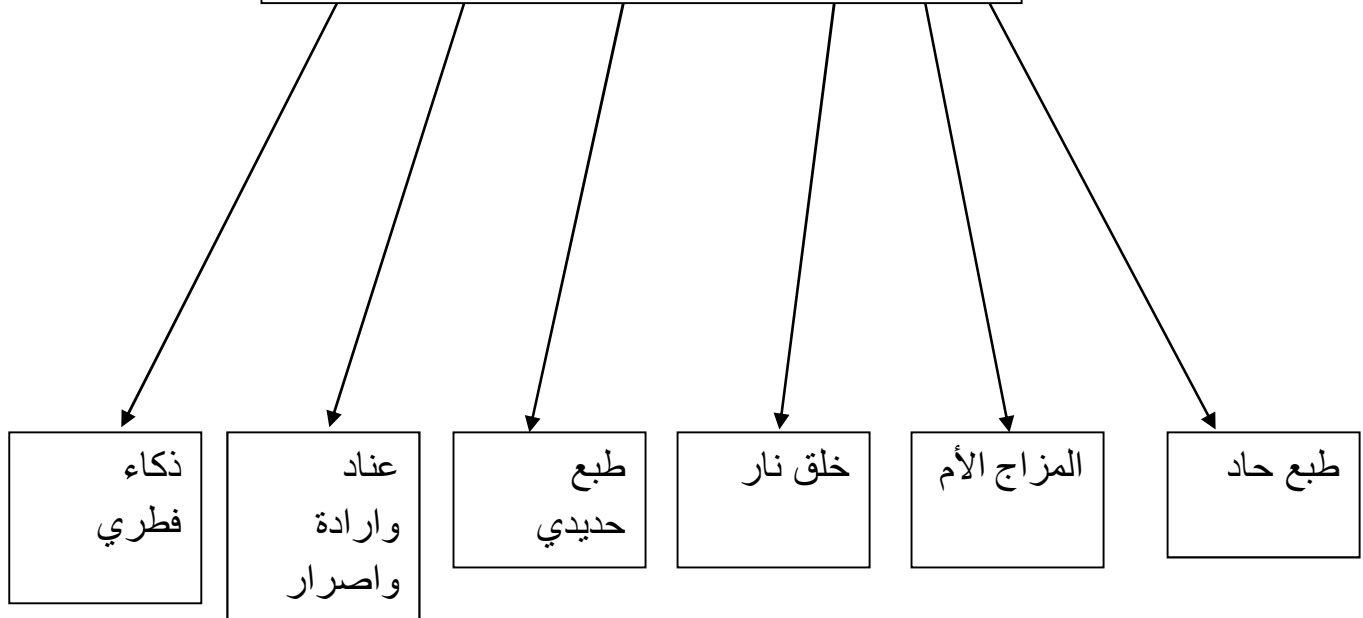 طبع حاد
المزاج الأم
خلق نار
طبع
حديدي
عناد
وارادة
واصرار
ذكاء
فطري